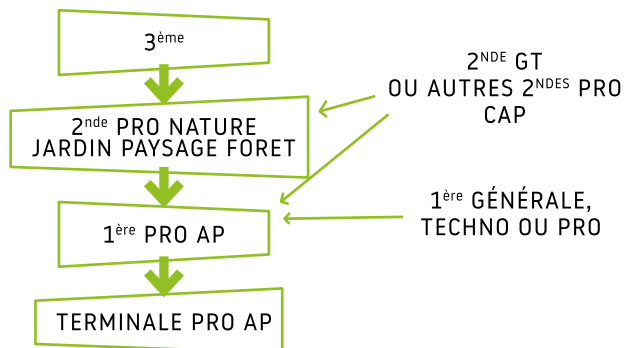 3ème
2nde PRO NATURE
JARDIN PAYSAGE FORET
1ère PRO AP
TERMINALE PRO AP
2NDE GT
OU AUTRES 2NDES PRO
CAP
1ère GÉNÉRALE,
TECHNO OU PRO